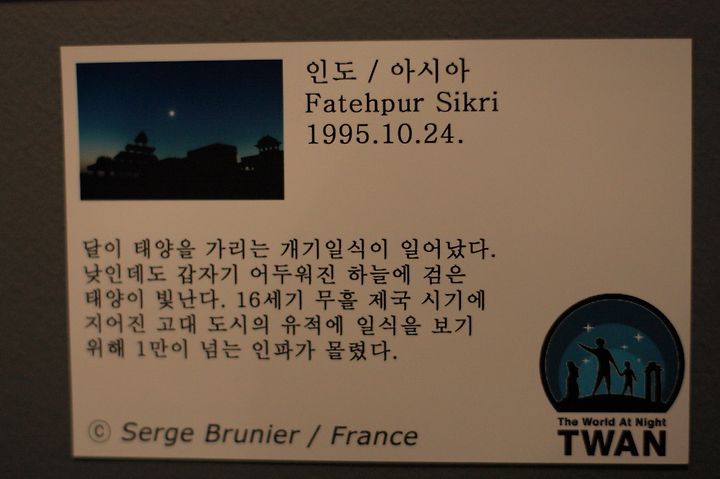 인도 / 아시아
Fatehpur Sikri
1995.10.24.
달이 태양을 가리는 개기일식이 일어났다.
낮인데도 갑자기 어두워진 하늘에 검은
태양이 빛난다. 16세기 무흘 제국 시기에
지어진 고대 도시의 유적에 일식을 보기
위해 1만이 넘는 인파가 몰렸다.
ⓒ Serge Brunier / France
The World At Night
TWAN